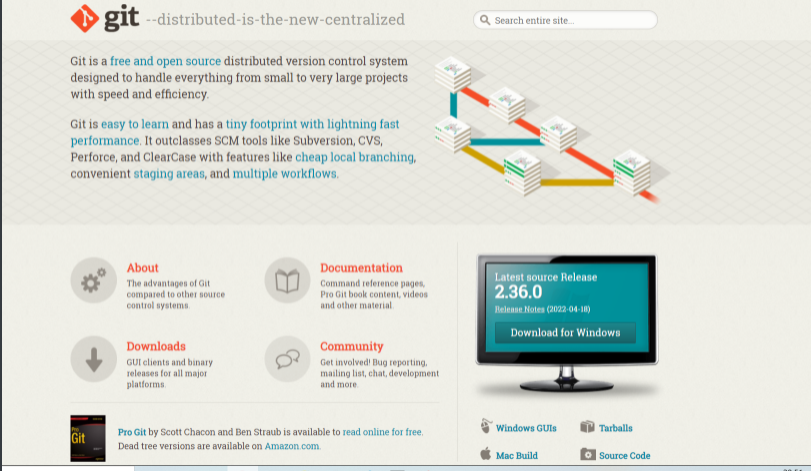 git --distributed-is-the-new-centralized
Search entire site...
Git is a free and open source distributed version control system
designed to handle everything from small to very large projects
with speed and efficiency.
Git is easy to learn and has a tiny footprint with lightning fast
performance. It outclasses SCM tools like Subversion, CVS,
Perforce, and ClearCase with features like cheap local branching,
convenient staging areas, and multiple workflows.
About
The advantages of Git
compared to other source
control systems.
Documentation
Command reference pages,
Pro Git book content, videos
and other material.
Downloads
GUI clients and binary
releases for all major
platforms.
Community
Get involved! Bug reporting,
mailing list, chat, development
and more.
Latest source Release
2.36.0
Release Notes (2022-04-18)
Download for Windows
Pro
Git
Pro Git by Scott Chacon and Ben Straub is available to read online for free.
Dead tree versions are available on Amazon.com.
Windows GUIs
Tarballs
Mac Build
Source Code